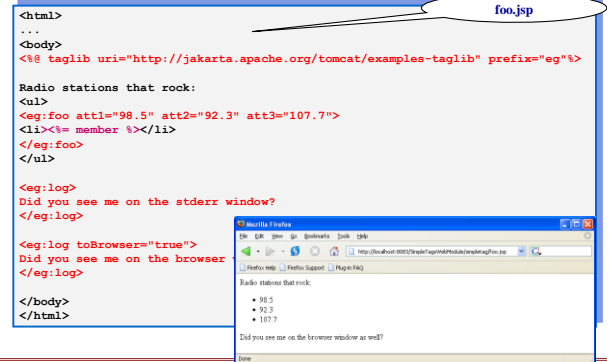 foo.jsp
<html>
...
<body>
<%@ taglib uri="http://jakarta.apache.org/tomcat/examples-taglib" prefix="eg"%>
Radio stations that rock:
<ul>
<eg:foo att1="98.5" att2="92.3" att3="107.7">
<li><%= member %></li>
</eg:foo>
</ul>
<eg:log>
Did you see me on the stderr window?
</eg:log>
<eg:log toBrowser="true">
Did you see me on the browser
</eg:log>
</body>
</html>
Mozilla Firefox
File Edit View Go Bookmarks Tools Help
http://localhost:8083/SimpleTagsWebModule/simpletag/foo.jsp
Firefox Help Firefox Support Plug-in FAQ
Radio stations that rock:
98.5
92.3
107.7
Did you see me on the browser window as well?
Done